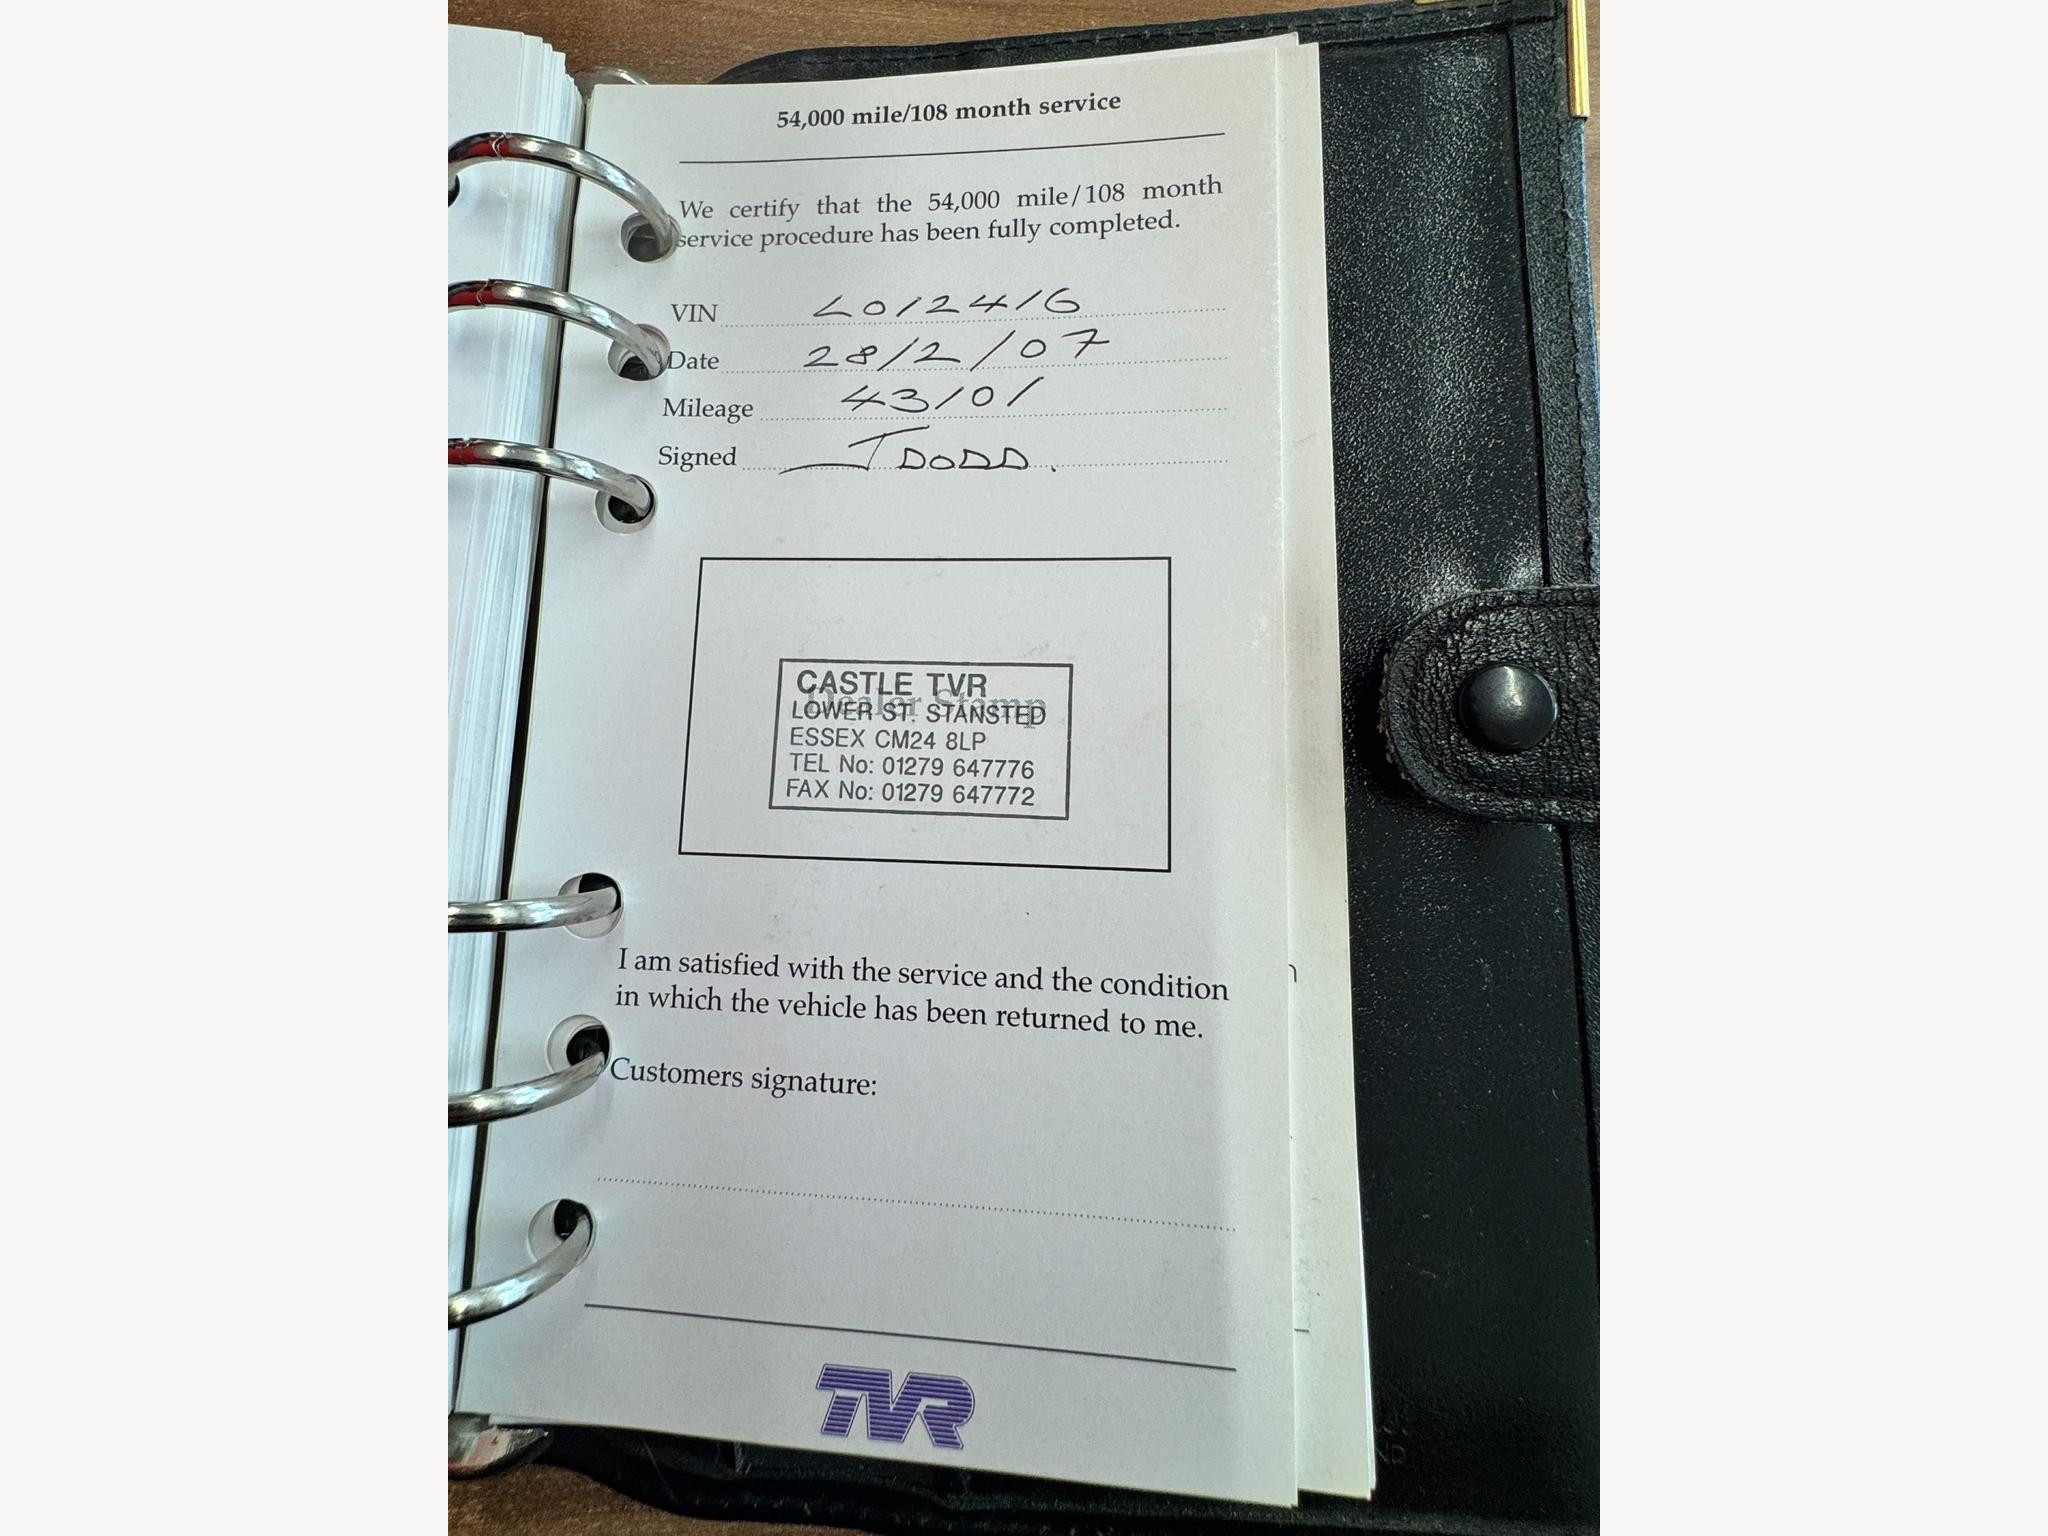 54,000 mile/108 month service
We certify that the 54,000 mile/108 month
service procedure has been fully completed.
VIN L012416
Date 28/2/07
Mileage 43101
Signed J DODD.
Dealer Stamp
CASTLE TVR
LOWER ST. STANSTED
ESSEX CM24 8LP
TEL No: 01279 647776
FAX No: 01279 647772
I am satisfied with the service and the condition
in which the vehicle has been returned to me.
Customers signature:
TVR